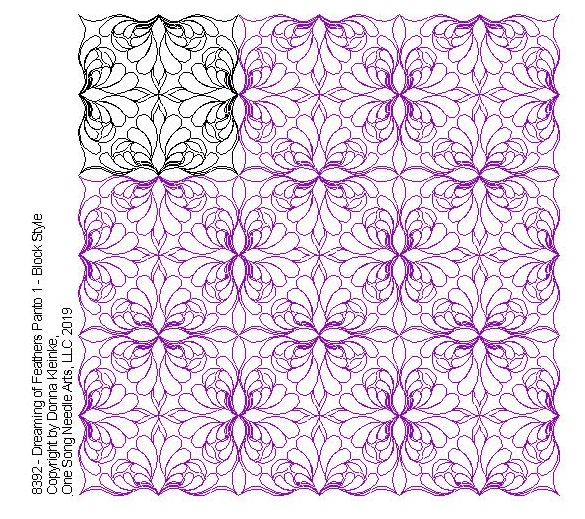 8392 - Dreaming of Feathers Panto 1 - Block Style
Copyright by Donna Kleinke,
One Song Needle Arts, LLC 2019